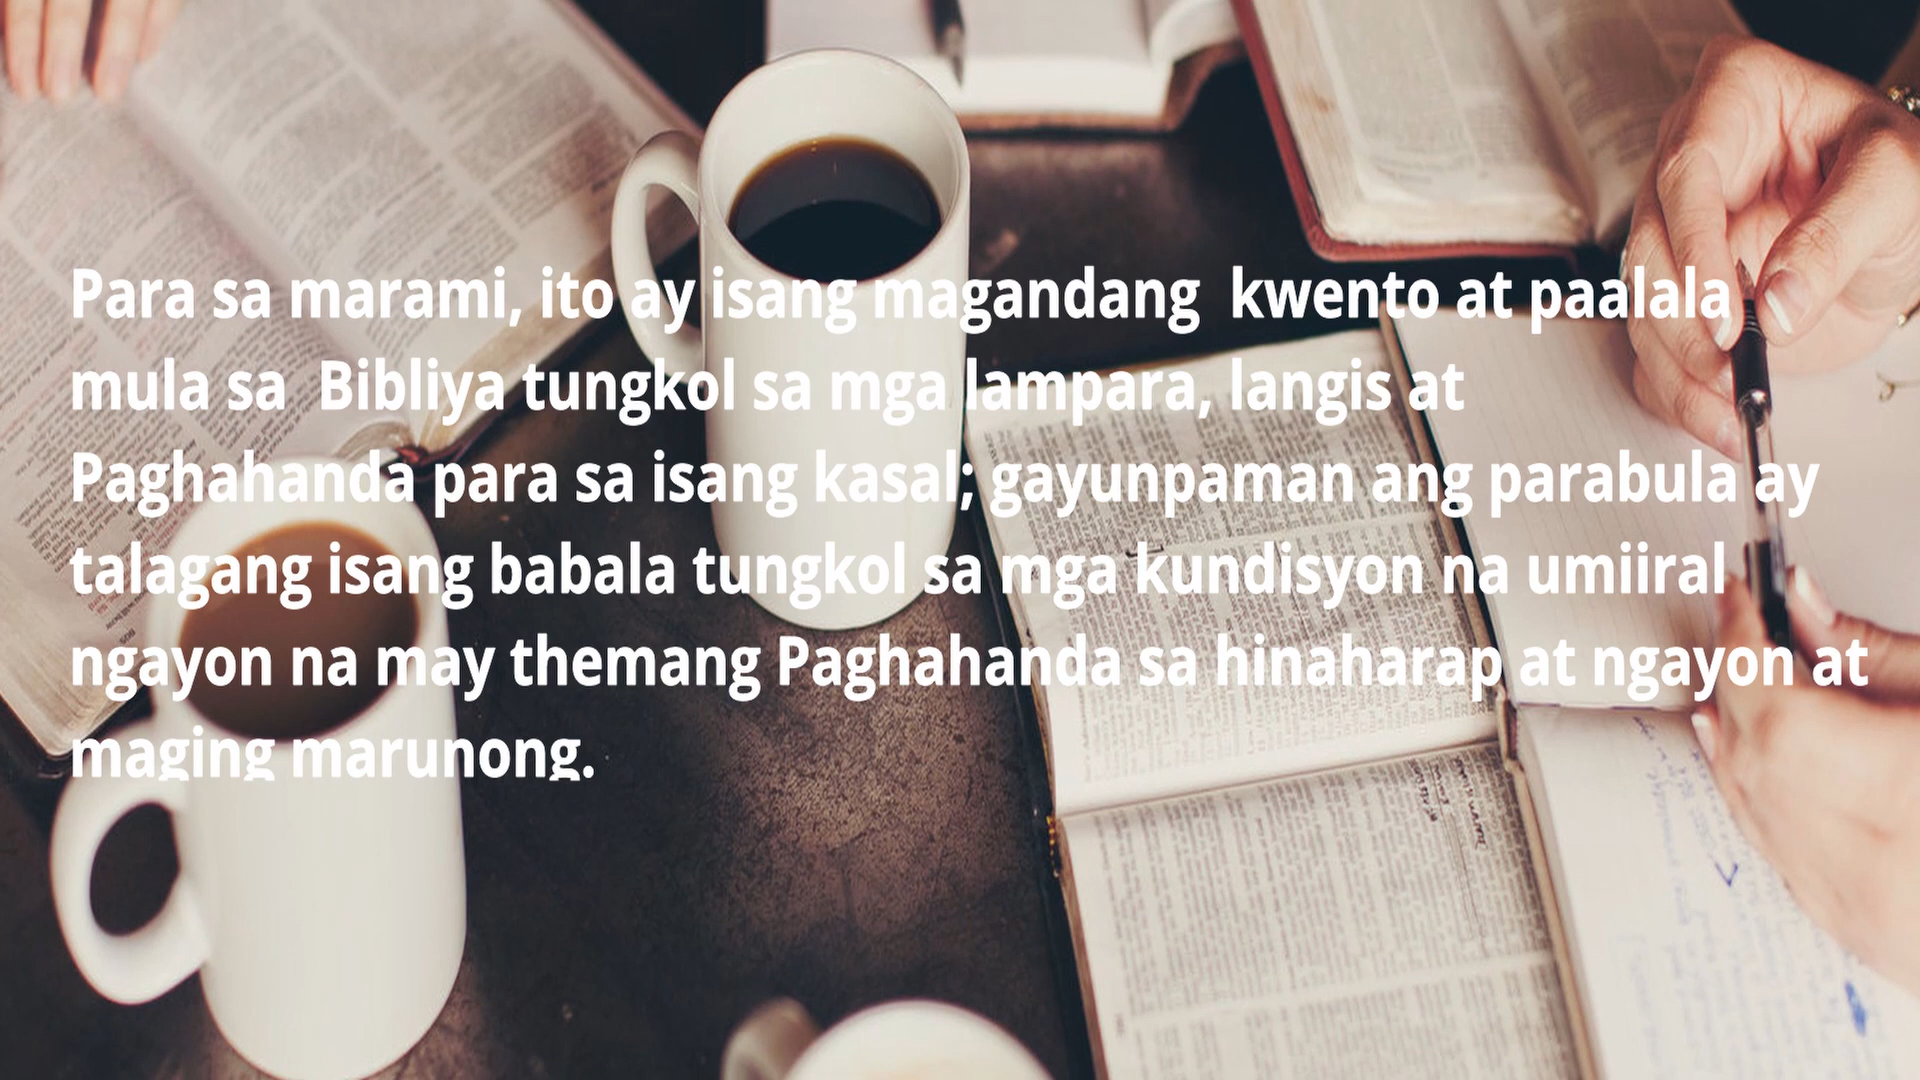 Para sa marami, ito ay isang magandang  kwento at paalala
mula sa  Bibliya tungkol sa mga lampara, langis at
Paghahanda para sa isang kasal; gayunpaman ang parabula ay
talagang isang babala tungkol sa mga kundisyon na umiiral
ngayon na may themang Paghahanda sa hinaharap at ngayon at
maging marunong.